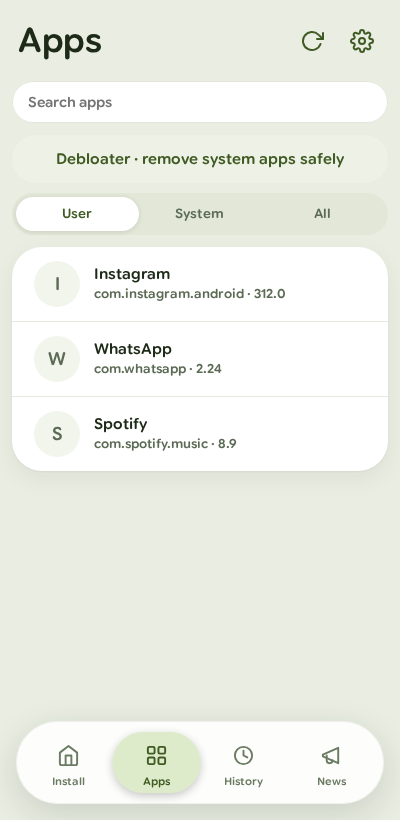 Apps
Search apps
Debloater · remove system apps safely
User System All
I
Instagram
com.instagram.android · 312.0
W
WhatsApp
com.whatsapp · 2.24
S
Spotify
com.spotify.music · 8.9
Install Apps History News